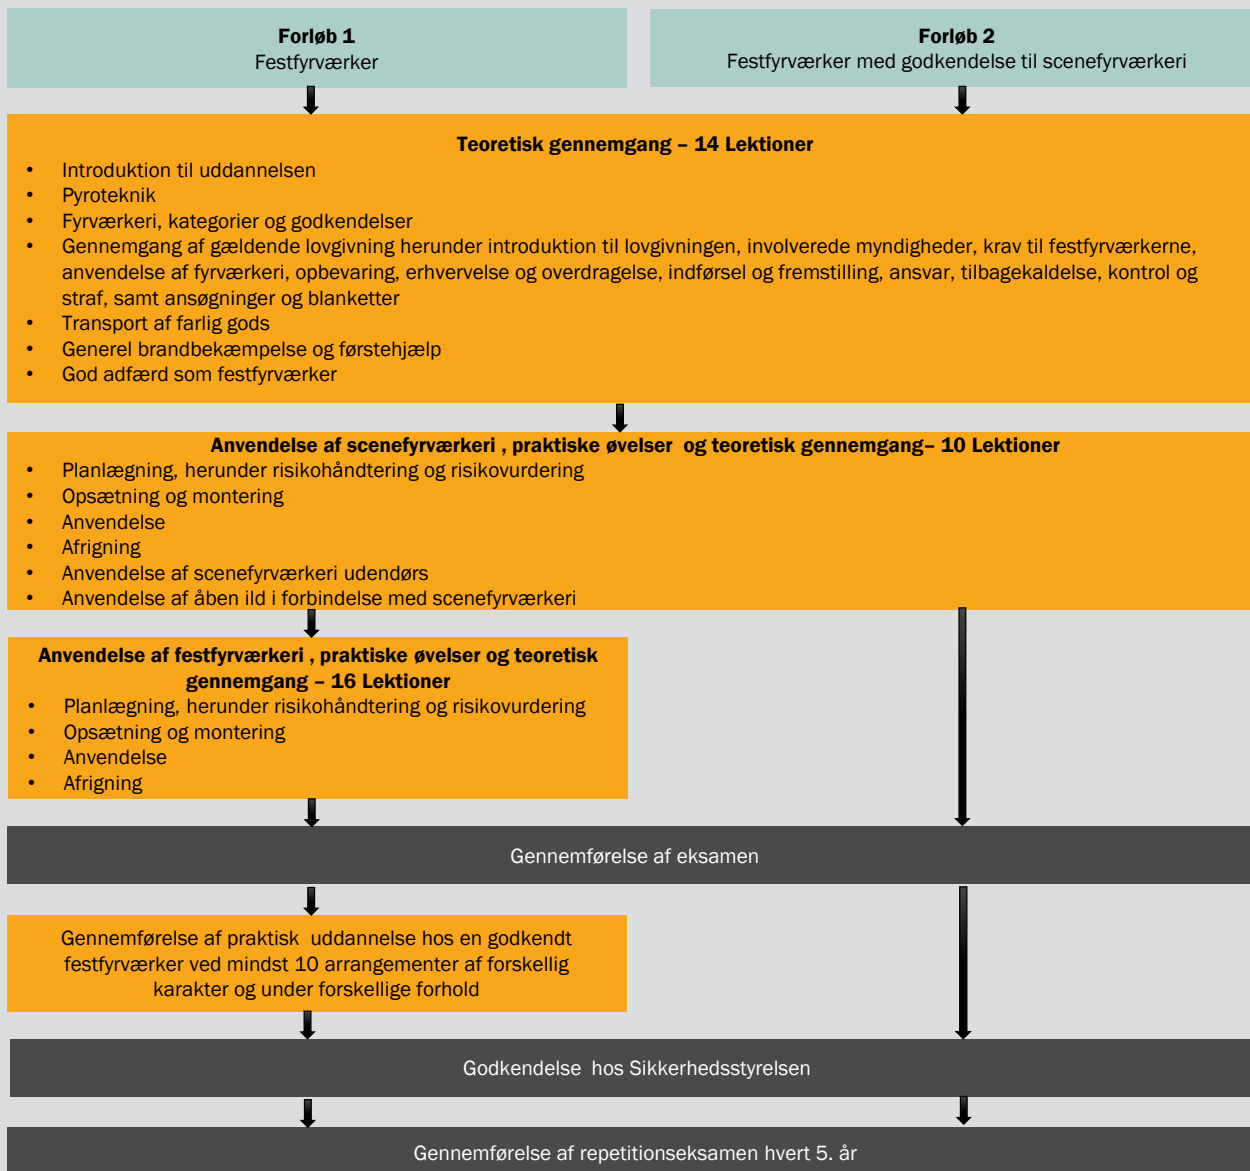 Forløb 1
Festfyrværker
Forløb 2
Festfyrværker med godkendelse til scenefyrværkeri
Teoretisk gennemgang – 14 Lektioner
• Introduktion til uddannelsen
• Pyroteknik
• Fyrværkeri, kategorier og godkendelser
• Gennemgang af gældende lovgivning herunder introduktion til lovgivningen, involverede myndigheder, krav til festfyrværkerne,
anvendelse af fyrværkeri, opbevaring, erhvervelse og overdragelse, indførsel og fremstilling, ansvar, tilbagekaldelse, kontrol og
straf, samt ansøgninger og blanketter
• Transport af farlig gods
• Generel brandbekæmpelse og førstehjælp
• God adfærd som festfyrværker
Anvendelse af scenefyrværkeri , praktiske øvelser og teoretisk gennemgang– 10 Lektioner
• Planlægning, herunder risikohåndtering og risikovurdering
• Opsætning og montering
• Anvendelse
• Afrigning
• Anvendelse af scenefyrværkeri udendørs
• Anvendelse af åben ild i forbindelse med scenefyrværkeri
Anvendelse af festfyrværkeri , praktiske øvelser og teoretisk
gennemgang – 16 Lektioner
• Planlægning, herunder risikohåndtering og risikovurdering
• Opsætning og montering
• Anvendelse
• Afrigning
Gennemførelse af eksamen
Gennemførelse af praktisk uddannelse hos en godkendt
festfyrværker ved mindst 10 arrangementer af forskellig
karakter og under forskellige forhold
Godkendelse hos Sikkerhedsstyrelsen
Gennemførelse af repetitionseksamen hvert 5. år